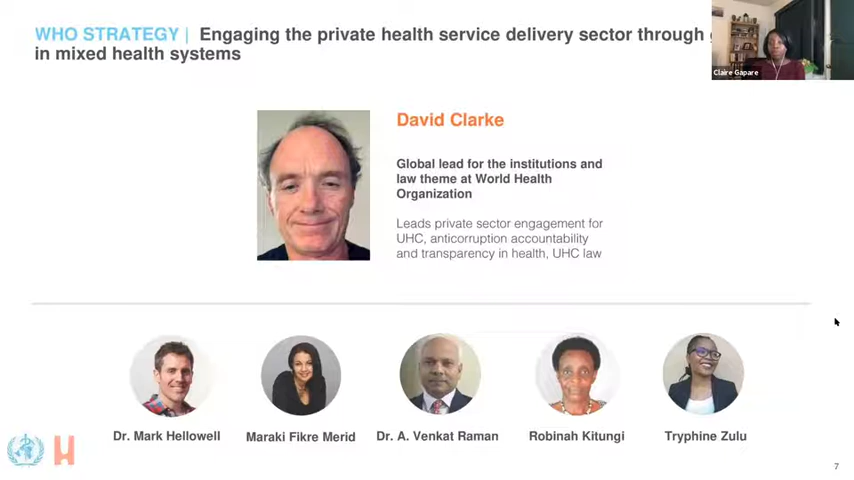 WHO STRATEGY | Engaging the private health service delivery sector through
in mixed health systems
Claire Gapare
David Clarke
Global lead for the institutions and
law theme at World Health
Organization
Leads private sector engagement for
UHC, anticorruption accountability
and transparency in health, UHC law
Dr. Mark Hellowell
Maraki Fikre Merid
Dr. A. Venkat Raman
Robinah Kitungi
Tryphine Zulu
7